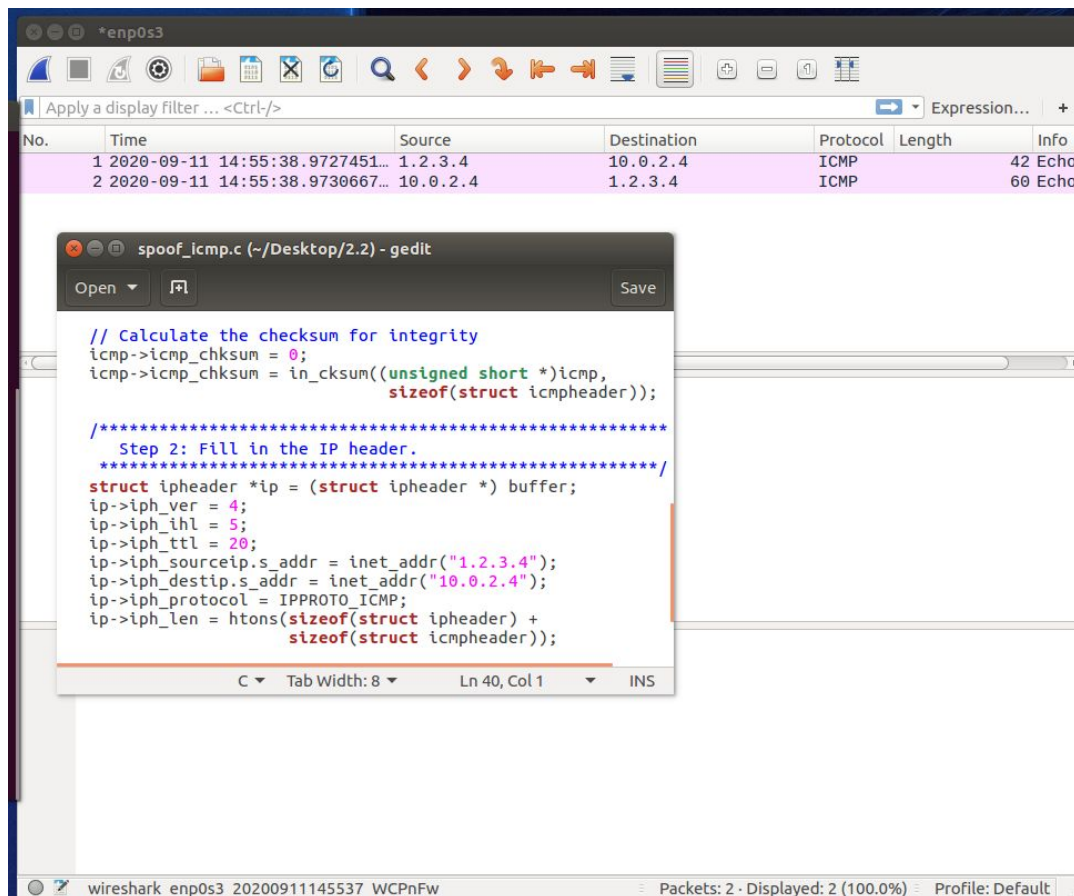 *enp0s3
Apply a display filter ... <Ctrl-/>
Expression... +
No. Time Source Destination Protocol Length Info
1 2020-09-11 14:55:38.9727451… 1.2.3.4 10.0.2.4 ICMP 42 Echo
2 2020-09-11 14:55:38.9730667… 10.0.2.4 1.2.3.4 ICMP 60 Echo
spoof_icmp.c (~/Desktop/2.2) - gedit
Open Save
// Calculate the checksum for integrity
icmp->icmp_chksum = 0;
icmp->icmp_chksum = in_cksum((unsigned short *)icmp,
sizeof(struct icmpheader));
/*********************************************************
Step 2: Fill in the IP header.
********************************************************/
struct ipheader *ip = (struct ipheader *) buffer;
ip->iph_ver = 4;
ip->iph_ihl = 5;
ip->iph_ttl = 20;
ip->iph_sourceip.s_addr = inet_addr("1.2.3.4");
ip->iph_destip.s_addr = inet_addr("10.0.2.4");
ip->iph_protocol = IPPROTO_ICMP;
ip->iph_len = htons(sizeof(struct ipheader) +
sizeof(struct icmpheader));
C Tab Width: 8 Ln 40, Col 1 INS
wireshark_enp0s3_20200911145537_WCPnFw Packets: 2 · Displayed: 2 (100.0%) Profile: Default